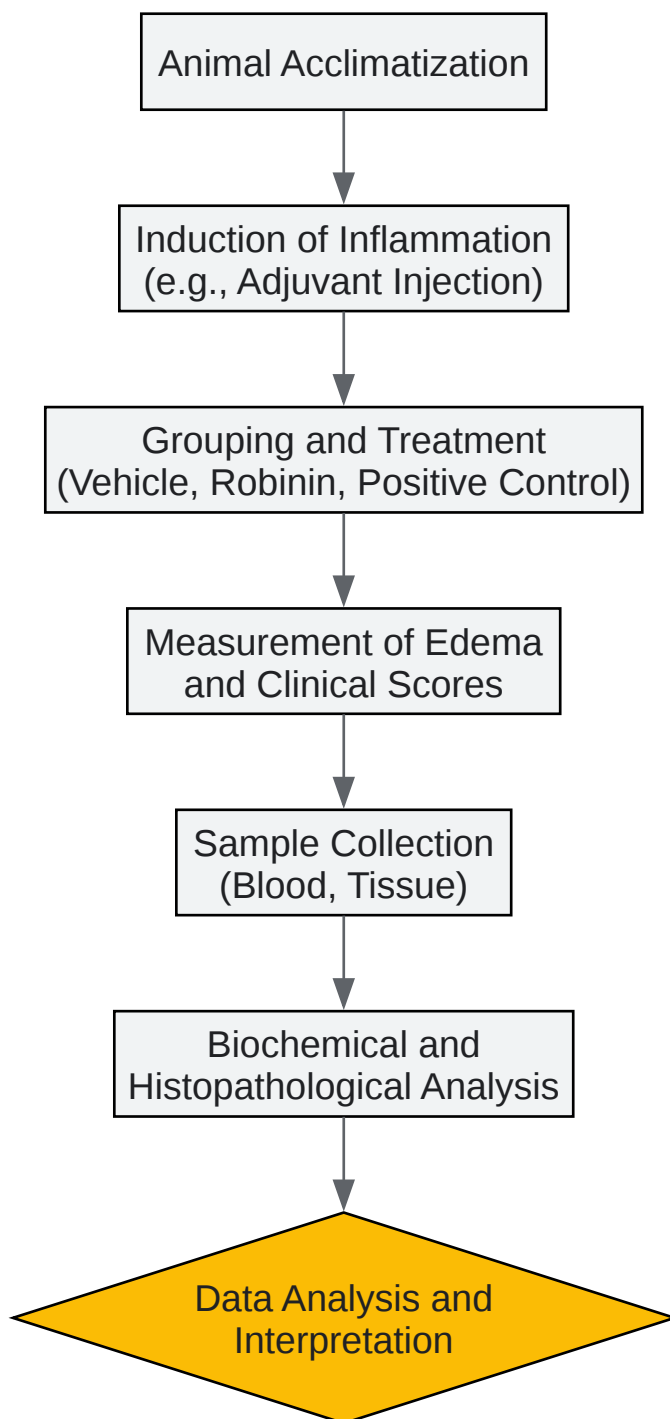 Animal Acclimatization
Induction of Inflammation
(e.g., Adjuvant Injection)
Grouping and Treatment
(Vehicle, Robinin, Positive Control)
Measurement of Edema
and Clinical Scores
Sample Collection
(Blood, Tissue)
Biochemical and
Histopathological Analysis
Data Analysis and
Interpretation